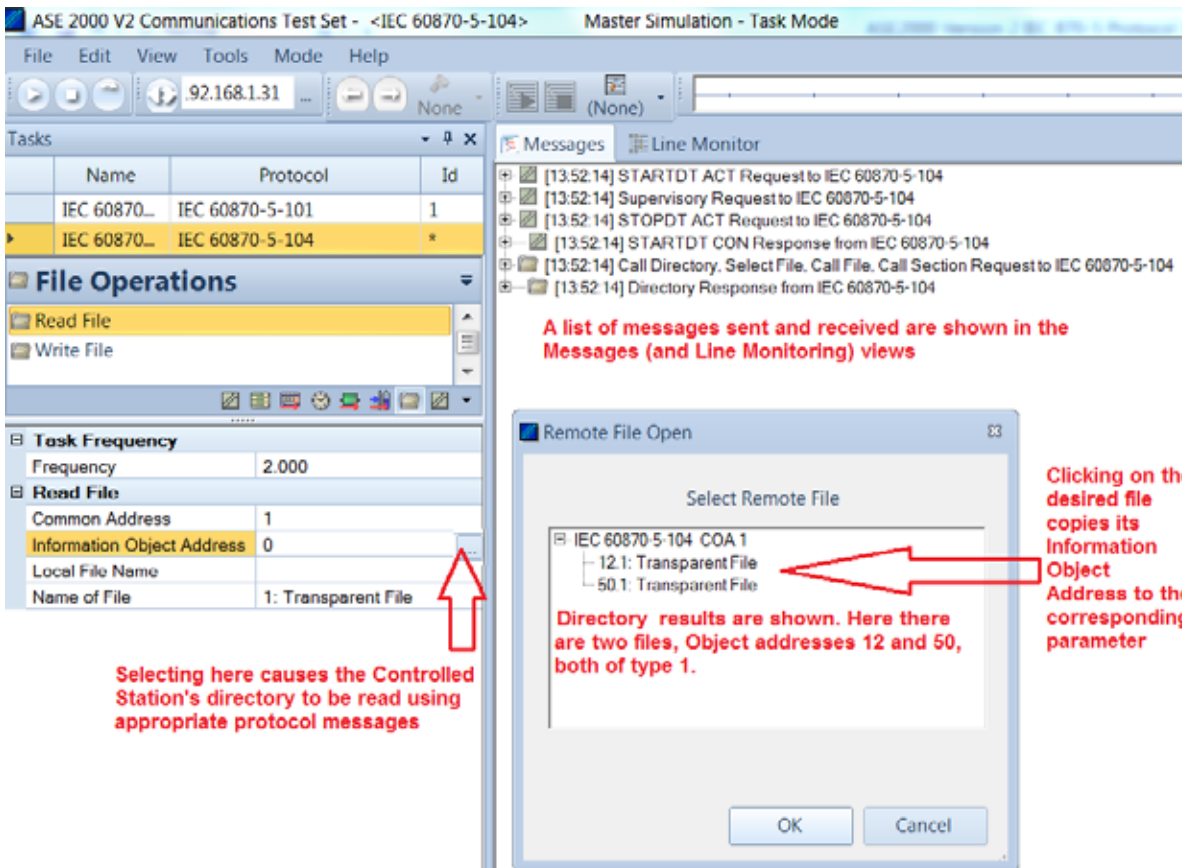 ASE 2000 V2 Communications Test Set - <IEC 60870-5-104> Master Simulation - Task Mode
File Edit View Tools Mode Help
.92.168.1.31 ... None (None)
Tasks
Name Protocol Id
IEC 60870... IEC 60870-5-101 1
IEC 60870... IEC 60870-5-104 *
File Operations
Read File
Write File
Task Frequency
Frequency 2.000
Read File
Common Address 1
Information Object Address 0 ...
Local File Name
Name of File 1: Transparent File
Selecting here causes the Controlled
Station's directory to be read using
appropriate protocol messages
Messages Line Monitor
[13:52:14] STARTDT ACT Request to IEC 60870-5-104
[13:52:14] Supervisory Request to IEC 60870-5-104
[13:52:14] STOPDT ACT Request to IEC 60870-5-104
[13:52:14] STARTDT CON Response from IEC 60870-5-104
[13:52:14] Call Directory, Select File, Call File, Call Section Request to IEC 60870-5-104
[13:52:14] Directory Response from IEC 60870-5-104
A list of messages sent and received are shown in the
Messages (and Line Monitoring) views
Remote File Open
Select Remote File
IEC 60870-5-104 COA 1
12.1: Transparent File
50.1: Transparent File
Directory results are shown. Here there
are two files, Object addresses 12 and 50,
both of type 1.
OK Cancel
Clicking on the
desired file
copies its
Information
Object
Address to the
corresponding
parameter